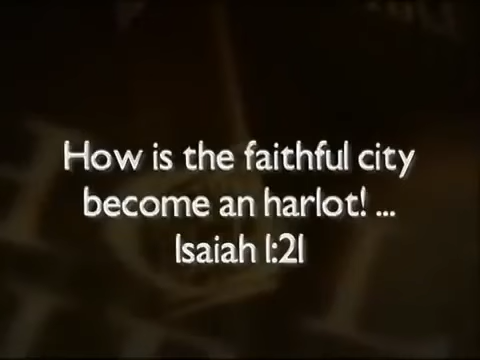 How is the faithful city
become an harlot! ...
Isaiah 1:21